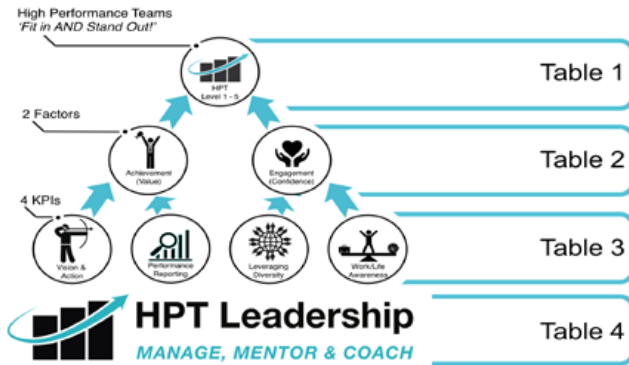 High Performance Teams
'Fit in AND Stand Out!'
HPT
Level 1 - 5
Table 1
2 Factors
Achievement
(Value)
Engagement
(Confidence)
Table 2
4 KPIs
Vision &
Action
Performance
Reporting
Leveraging
Diversity
Work/Life
Awareness
Table 3
HPT Leadership
MANAGE, MENTOR & COACH
Table 4